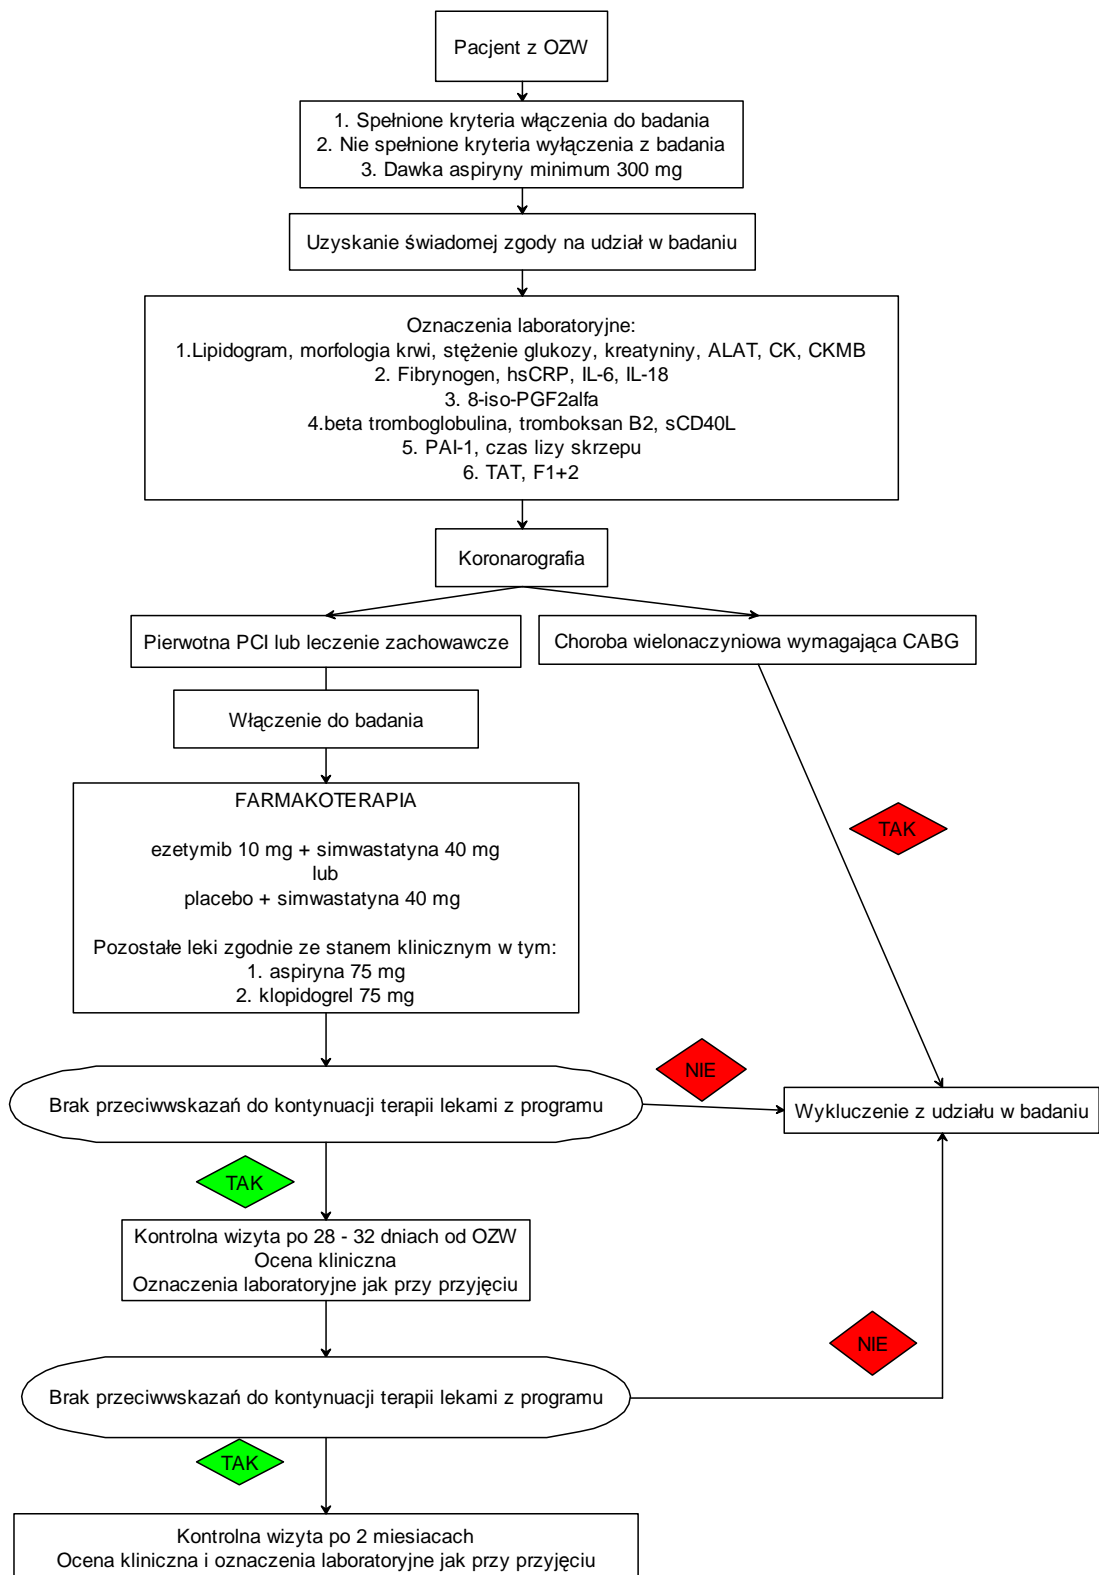 Pacjent z OZW
1. Spełnione kryteria włączenia do badania
2. Nie spełnione kryteria wyłączenia z badania
3. Dawka aspiryny minimum 300 mg
Uzyskanie świadomej zgody na udział w badaniu
Oznaczenia laboratoryjne:
1.Lipidogram, morfologia krwi, stężenie glukozy, kreatyniny, ALAT, CK, CKMB
2. Fibrynogen, hsCRP, IL-6, IL-18
3. 8-iso-PGF2alfa
4.beta tromboglobulina, tromboksan B2, sCD40L
5. PAI-1, czas lizy skrzepu
6. TAT, F1+2
Koronarografia
Pierwotna PCI lub leczenie zachowawcze
Choroba wielonaczyniowa wymagająca CABG
Włączenie do badania
FARMAKOTERAPIA
ezetymib 10 mg + simwastatyna 40 mg
lub
placebo + simwastatyna 40 mg
Pozostałe leki zgodnie ze stanem klinicznym w tym:
1. aspiryna 75 mg
2. klopidogrel 75 mg
TAK
NIE
Brak przeciwwskazań do kontynuacji terapii lekami z programu
Wykluczenie z udziału w badaniu
TAK
Kontrolna wizyta po 28 - 32 dniach od OZW
Ocena kliniczna
Oznaczenia laboratoryjne jak przy przyjęciu
NIE
Brak przeciwwskazań do kontynuacji terapii lekami z programu
TAK
Kontrolna wizyta po 2 miesiacach
Ocena kliniczna i oznaczenia laboratoryjne jak przy przyjęciu